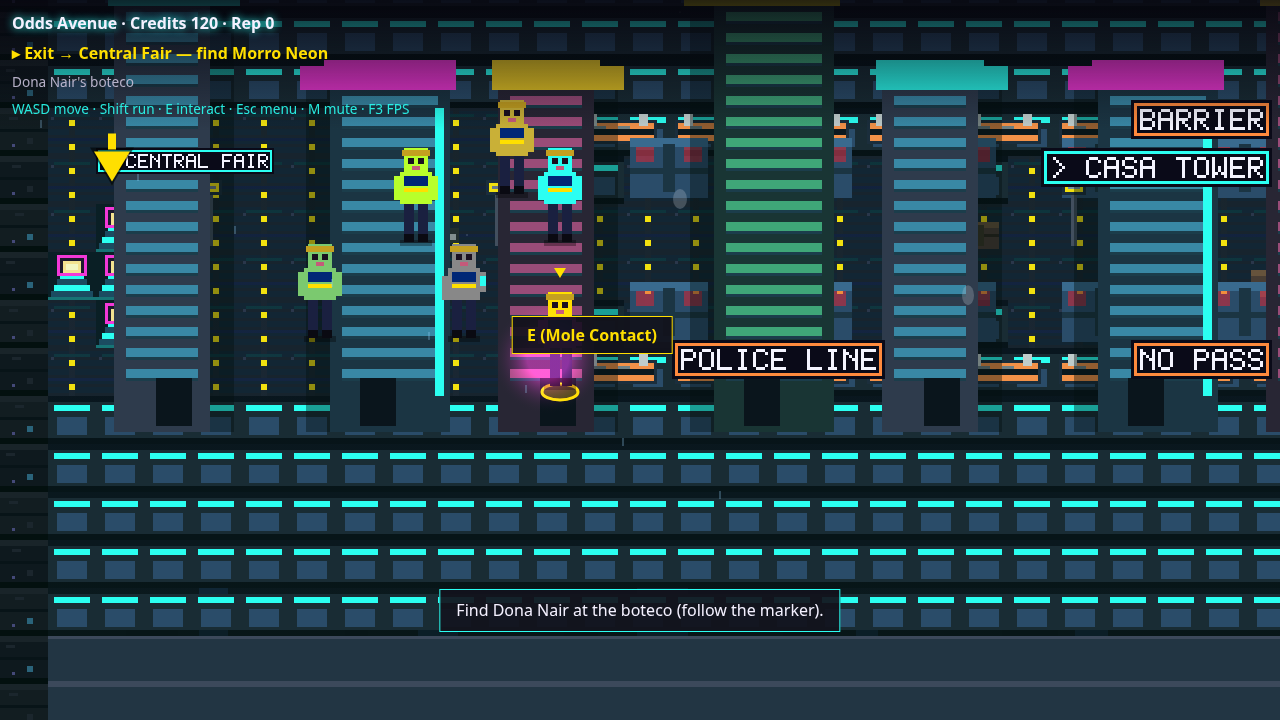 Odds Avenue · Credits 120 · Rep 0
▸ Exit → Central Fair — find Morro Neon
Dona Nair's boteco
WASD move · Shift run · E interact · Esc menu · M mute · F3 FPS
BARRIER
CENTRAL FAIR
> CASA TOWER
E (Mole Contact)
POLICE LINE
NO PASS
Find Dona Nair at the boteco (follow the marker).